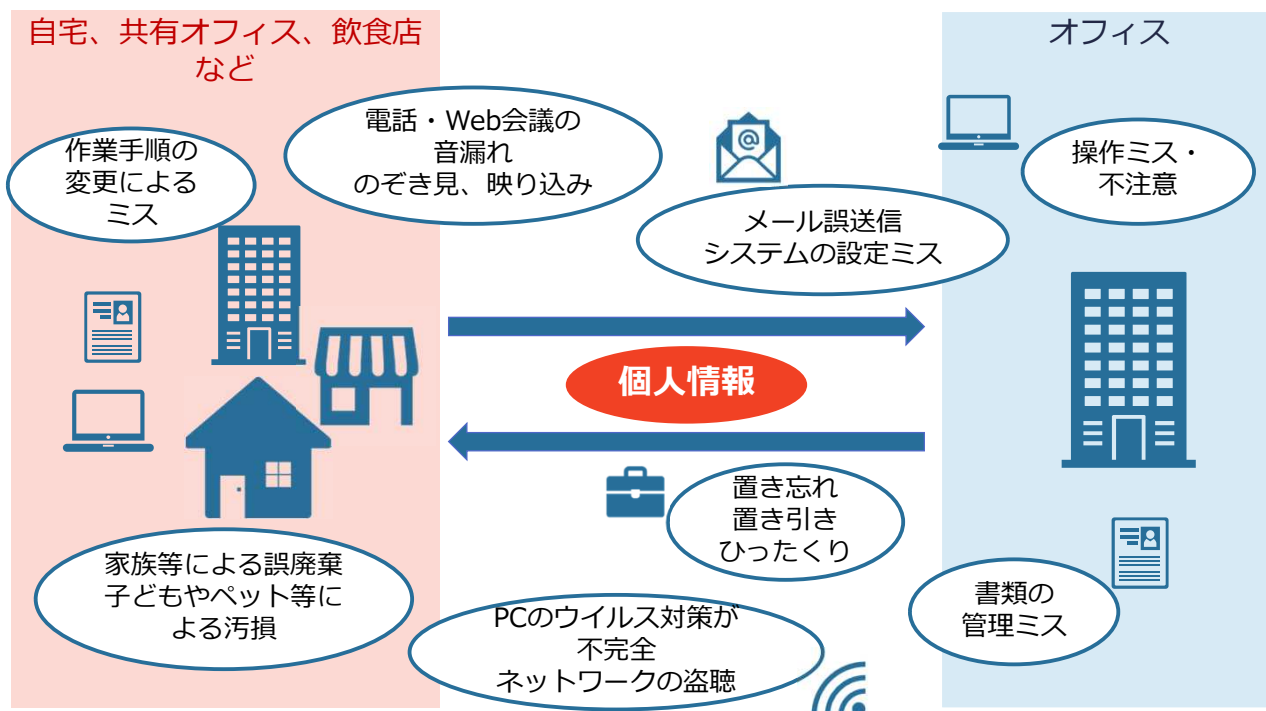 自宅、共有オフィス、飲食店
など
オフィス
電話・Web会議の
音漏れ
のぞき見、映り込み
作業手順の
変更による
ミス
@
操作ミス・
不注意
メール誤送信
システムの設定ミス
個人情報
置き忘れ
置き引き
ひったくり
家族等による誤廃棄
子どもやペット等に
よる汚損
書類の
管理ミス
PCのウイルス対策が
不完全
ネットワークの盗聴